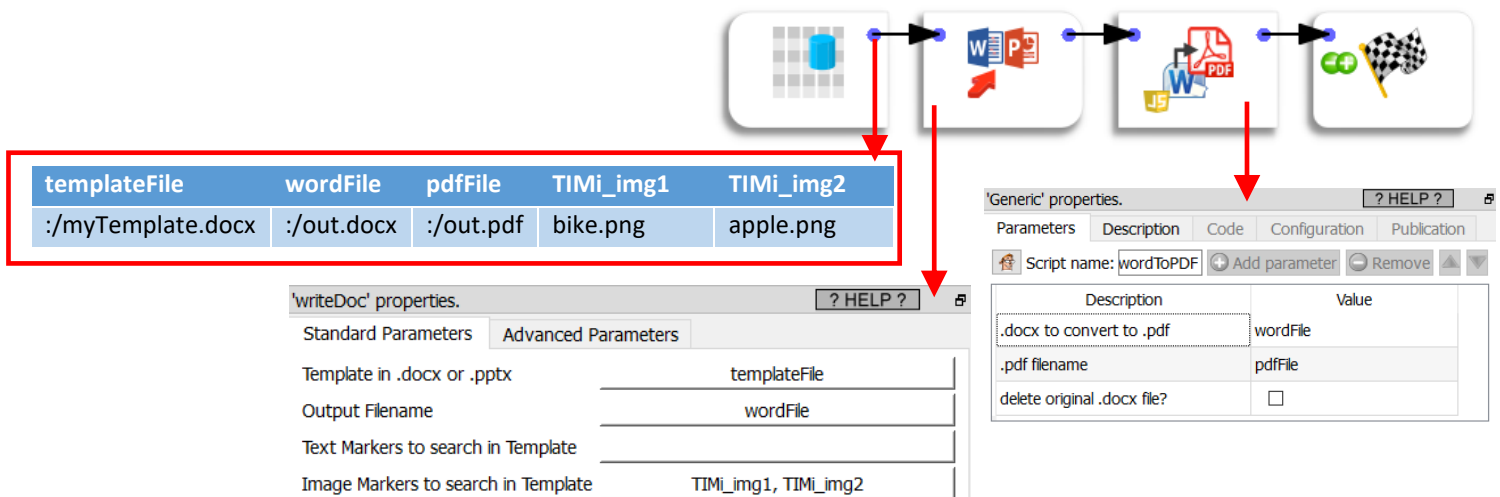 W P
PDF
W
JS
templateFile wordFile pdfFile TIMi_img1 TIMi_img2
:/myTemplate.docx :/out.docx :/out.pdf bike.png apple.png
'Generic' properties. ? HELP ?
Parameters Description Code Configuration Publication
Script name: wordToPDF Add parameter Remove
Description Value
.docx to convert to .pdf wordFile
.pdf filename pdfFile
delete original .docx file?
'writeDoc' properties. ? HELP ?
Standard Parameters Advanced Parameters
Template in .docx or .pptx templateFile
Output Filename wordFile
Text Markers to search in Template
Image Markers to search in Template TIMi_img1, TIMi_img2